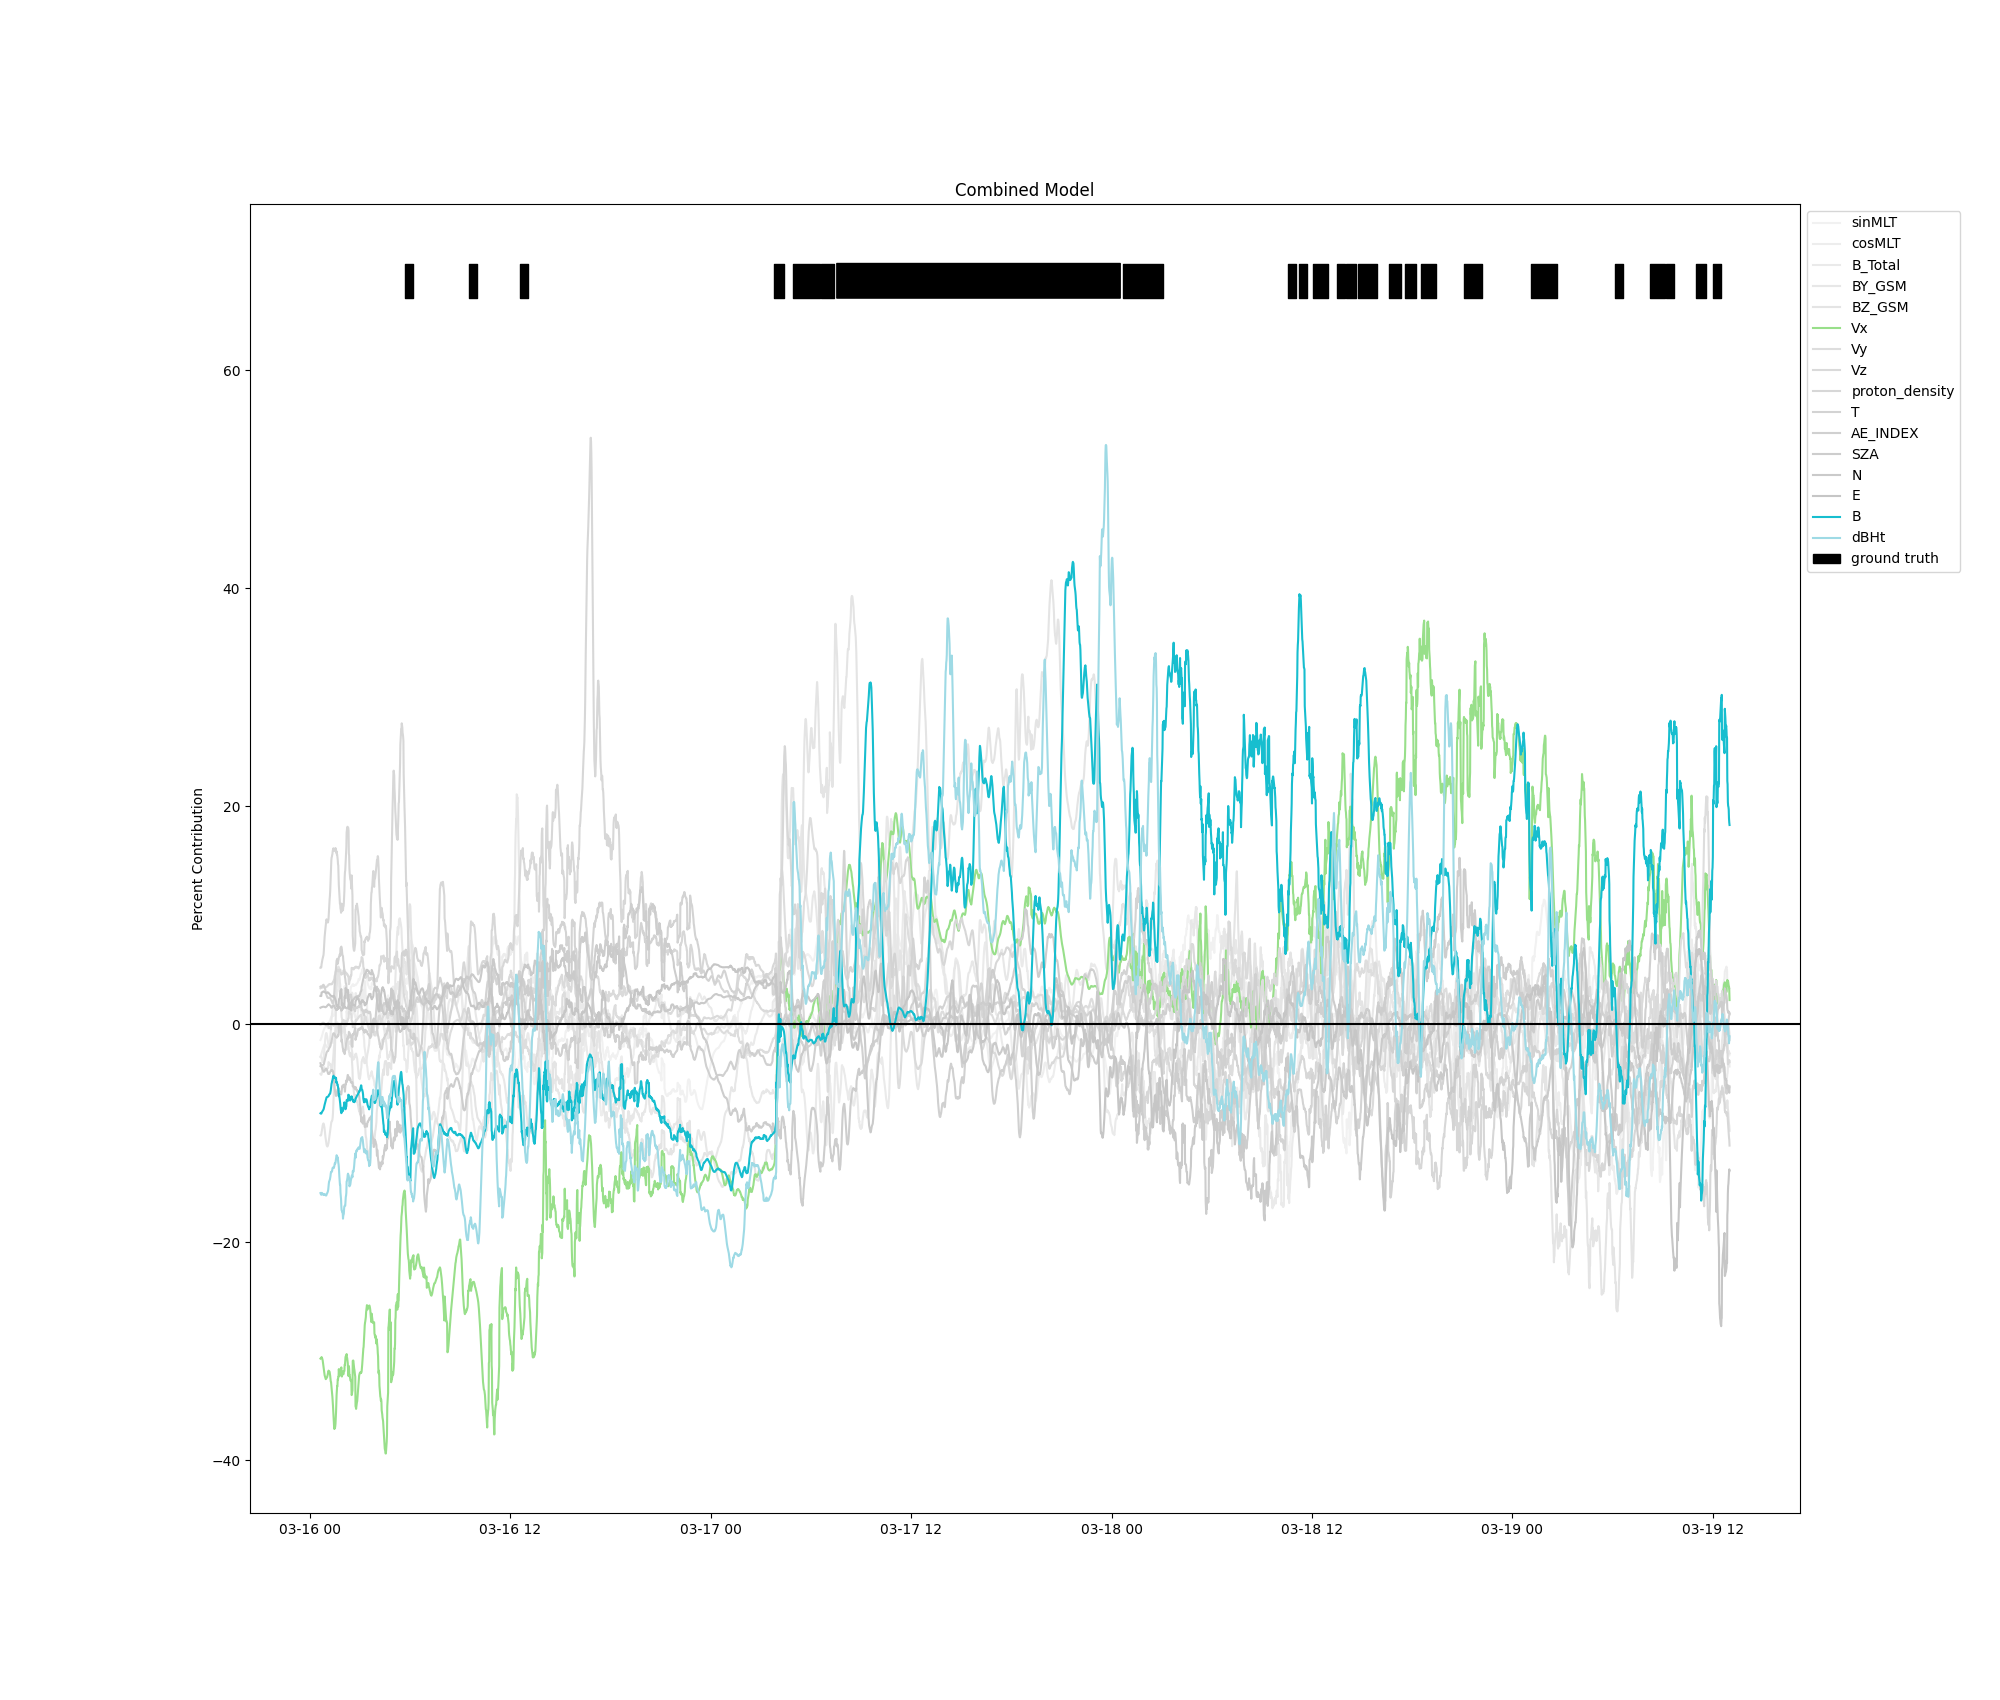 Combined Model
sinMLT
cosMLT
B_Total
BY_GSM
BZ_GSM
Vx
Vy
Vz
proton_density
T
AE_INDEX
SZA
N
E
B
dBHt
ground truth
Percent Contribution
60
40
20
0
−20
−40
03-16 00
03-16 12
03-17 00
03-17 12
03-18 00
03-18 12
03-19 00
03-19 12